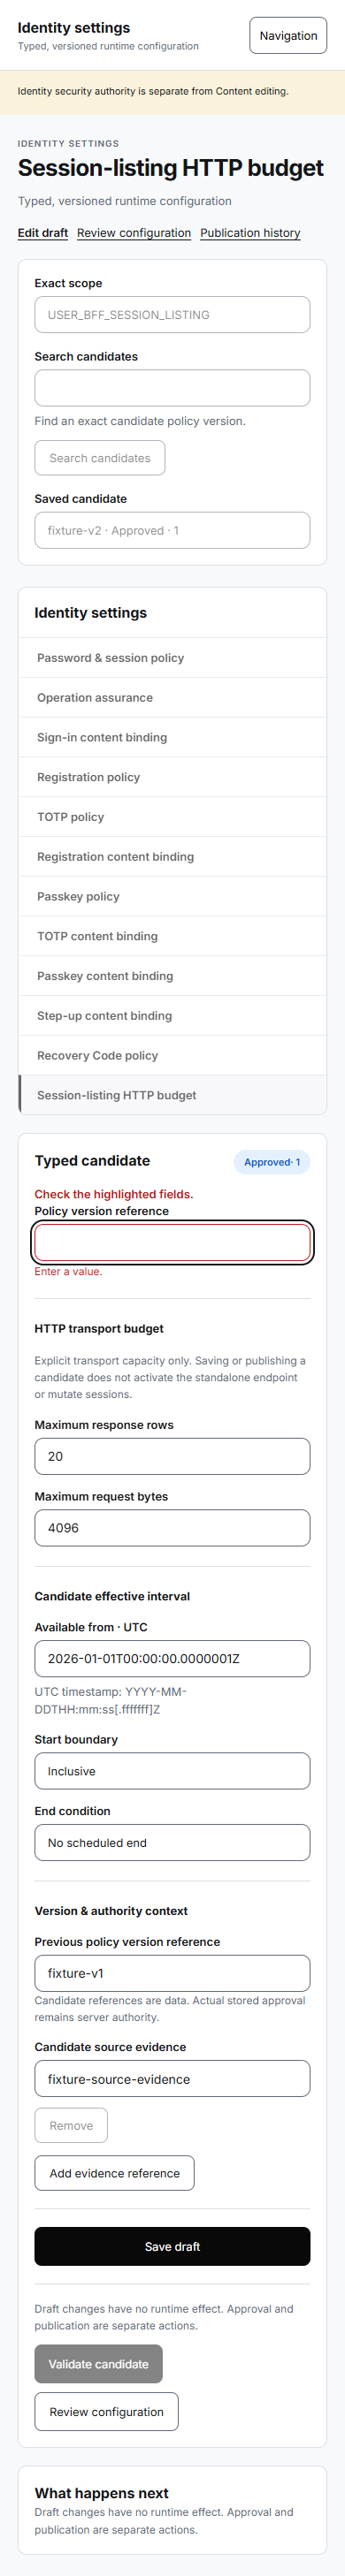 Identity settings
Typed, versioned runtime configuration
Navigation
Identity security authority is separate from Content editing.
IDENTITY SETTINGS
Session-listing HTTP budget
Typed, versioned runtime configuration
Edit draft Review configuration Publication history
Exact scope
USER_BFF_SESSION_LISTING
Search candidates
Find an exact candidate policy version.
Search candidates
Saved candidate
fixture-v2 · Approved · 1
Identity settings
Password & session policy
Operation assurance
Sign-in content binding
Registration policy
TOTP policy
Registration content binding
Passkey policy
TOTP content binding
Passkey content binding
Step-up content binding
Recovery Code policy
Session-listing HTTP budget
Typed candidate
Approved· 1
Check the highlighted fields.
Policy version reference
Enter a value.
HTTP transport budget
Explicit transport capacity only. Saving or publishing a
candidate does not activate the standalone endpoint
or mutate sessions.
Maximum response rows
20
Maximum request bytes
4096
Candidate effective interval
Available from · UTC
2026-01-01T00:00:00.0000001Z
UTC timestamp: YYYY-MM-
DDTHH:mm:ss[.fffffff]Z
Start boundary
Inclusive
End condition
No scheduled end
Version & authority context
Previous policy version reference
fixture-v1
Candidate references are data. Actual stored approval
remains server authority.
Candidate source evidence
fixture-source-evidence
Remove
Add evidence reference
Save draft
Draft changes have no runtime effect. Approval and
publication are separate actions.
Validate candidate
Review configuration
What happens next
Draft changes have no runtime effect. Approval and
publication are separate actions.